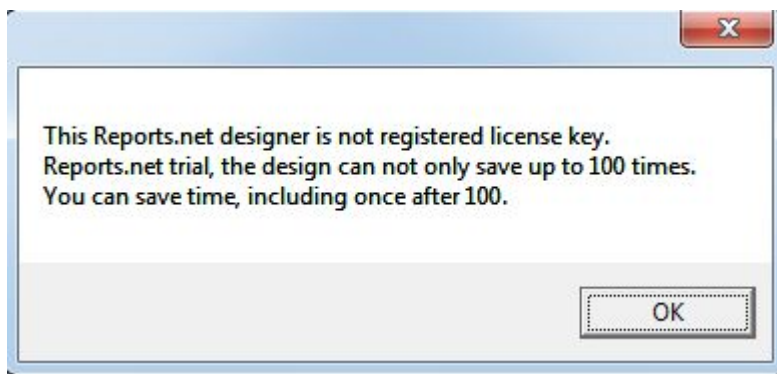 This Reports.net designer is not registered license key.
Reports.net trial, the design can not only save up to 100 times.
You can save time, including once after 100.
OK